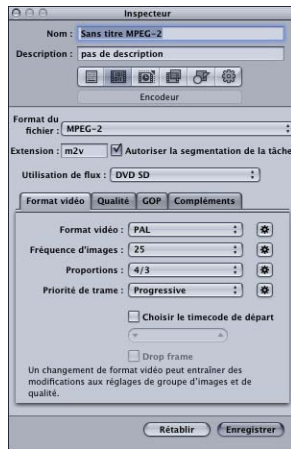 Inspecteur
Nom : Sans titre MPEG-2
Description : pas de description
Encodeur
Format du
fichier : MPEG-2
Extension : m2v Autoriser la segmentation de la tâche
Utilisation de flux : DVD SD
Format vidéo Qualité GOP Compléments
Format vidéo : PAL
Fréquence d'images : 25
Proportions : 4/3
Priorité de trame : Progressive
Choisir le timecode de départ
Drop frame
Un changement de format vidéo peut entraîner des
modifications aux réglages de groupe d'images et de
qualité.
Rétablir Enregistrer